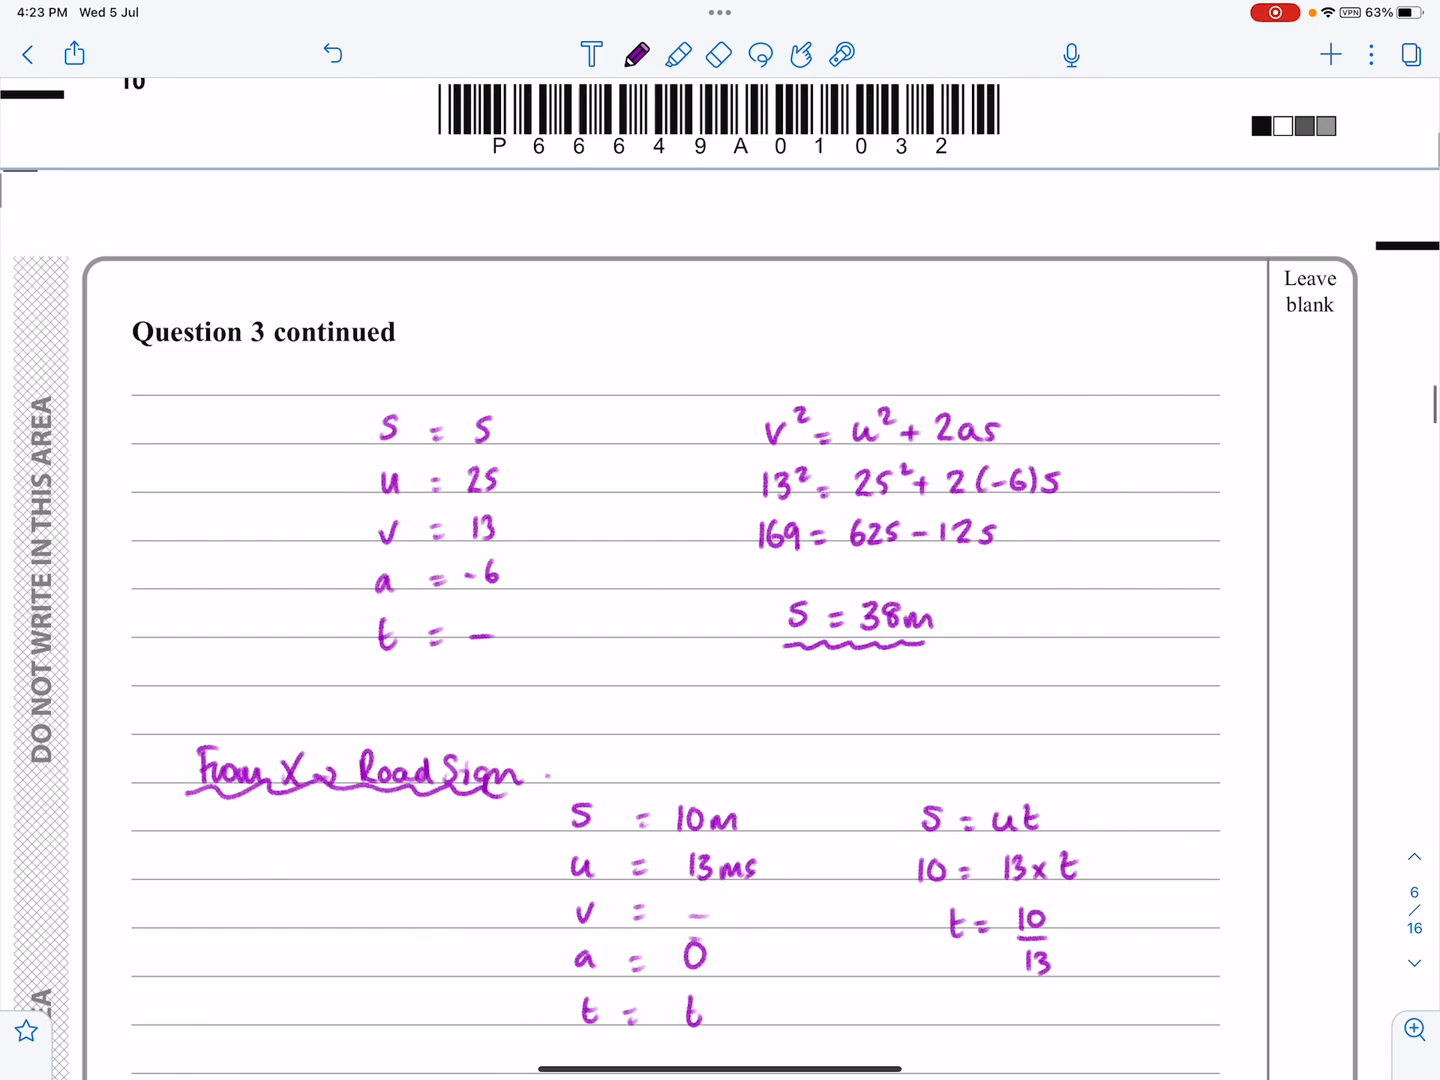 4:23 PM Wed 5 Jul
VPN 63%
T
10
P 6 6 6 4 9 A 0 1 0 3 2
Leave
blank
Question 3 continued
DO NOT WRITE IN THIS AREA
s = s
u = 25
v = 13
a = -6
t = –
v² = u² + 2as
13² = 25² + 2(-6)s
169 = 625 - 12s
s = 38m
From X → Road Sign.
s = 10m
u = 13ms
v = –
a = 0
t = t
s = ut
10 = 13 x t
t = 10/13
6
/
16
EA